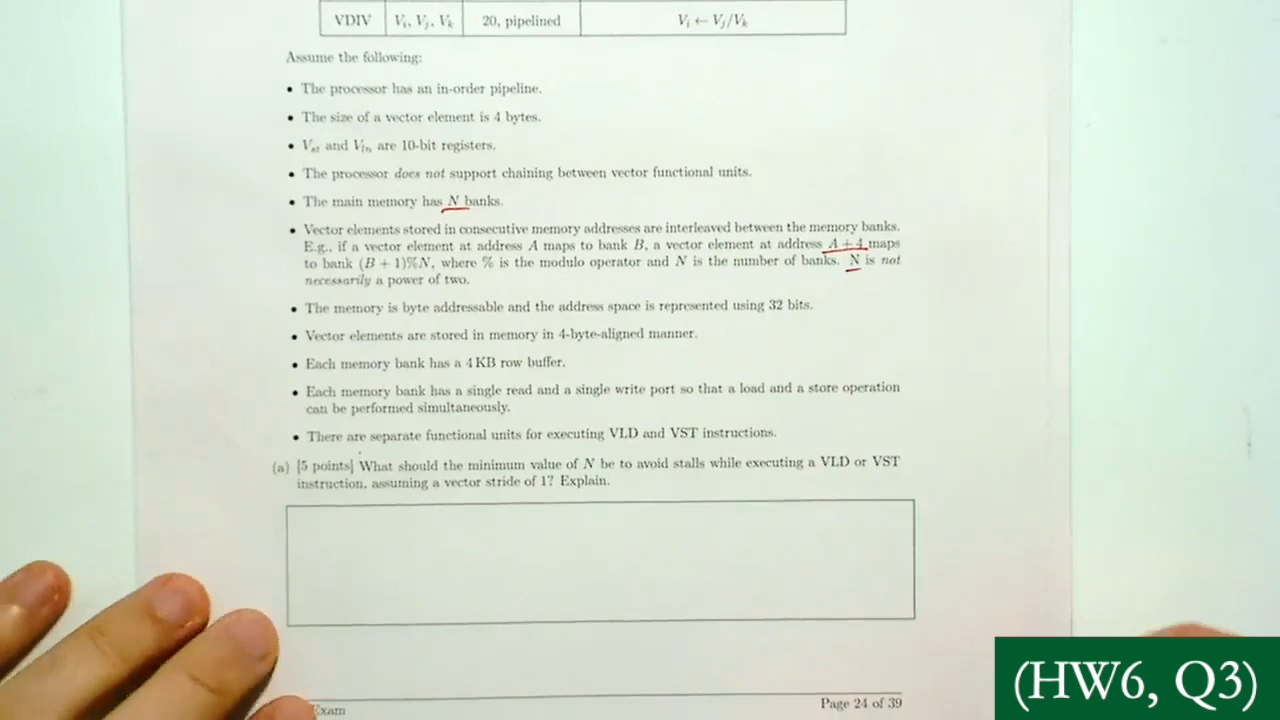 VDIV V_i, V_j, V_k 20, pipelined V_i ← V_j/V_k
Assume the following:
• The processor has an in-order pipeline.
• The size of a vector element is 4 bytes.
• V_st and V_ln are 10-bit registers.
• The processor does not support chaining between vector functional units.
• The main memory has N banks.
• Vector elements stored in consecutive memory addresses are interleaved between the memory banks.
E.g., if a vector element at address A maps to bank B, a vector element at address A + 4 maps
to bank (B + 1)%N, where % is the modulo operator and N is the number of banks. N is not
necessarily a power of two.
• The memory is byte addressable and the address space is represented using 32 bits.
• Vector elements are stored in memory in 4-byte-aligned manner.
• Each memory bank has a 4 KB row buffer.
• Each memory bank has a single read and a single write port so that a load and a store operation
can be performed simultaneously.
• There are separate functional units for executing VLD and VST instructions.
(a) [5 points] What should the minimum value of N be to avoid stalls while executing a VLD or VST
instruction, assuming a vector stride of 1? Explain.
Exam Page 24 of 39
(HW6, Q3)